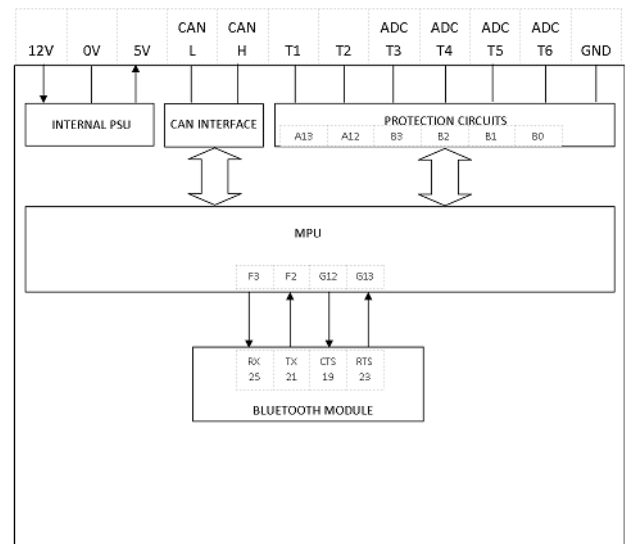 CAN CAN ADC ADC ADC ADC
12V 0V 5V L H T1 T2 T3 T4 T5 T6 GND
INTERNAL PSU
CAN INTERFACE
PROTECTION CIRCUITS
A13 A12 B3 B2 B1 B0
MPU
F3 F2 G12 G13
RX TX CTS RTS
25 21 19 23
BLUETOOTH MODULE